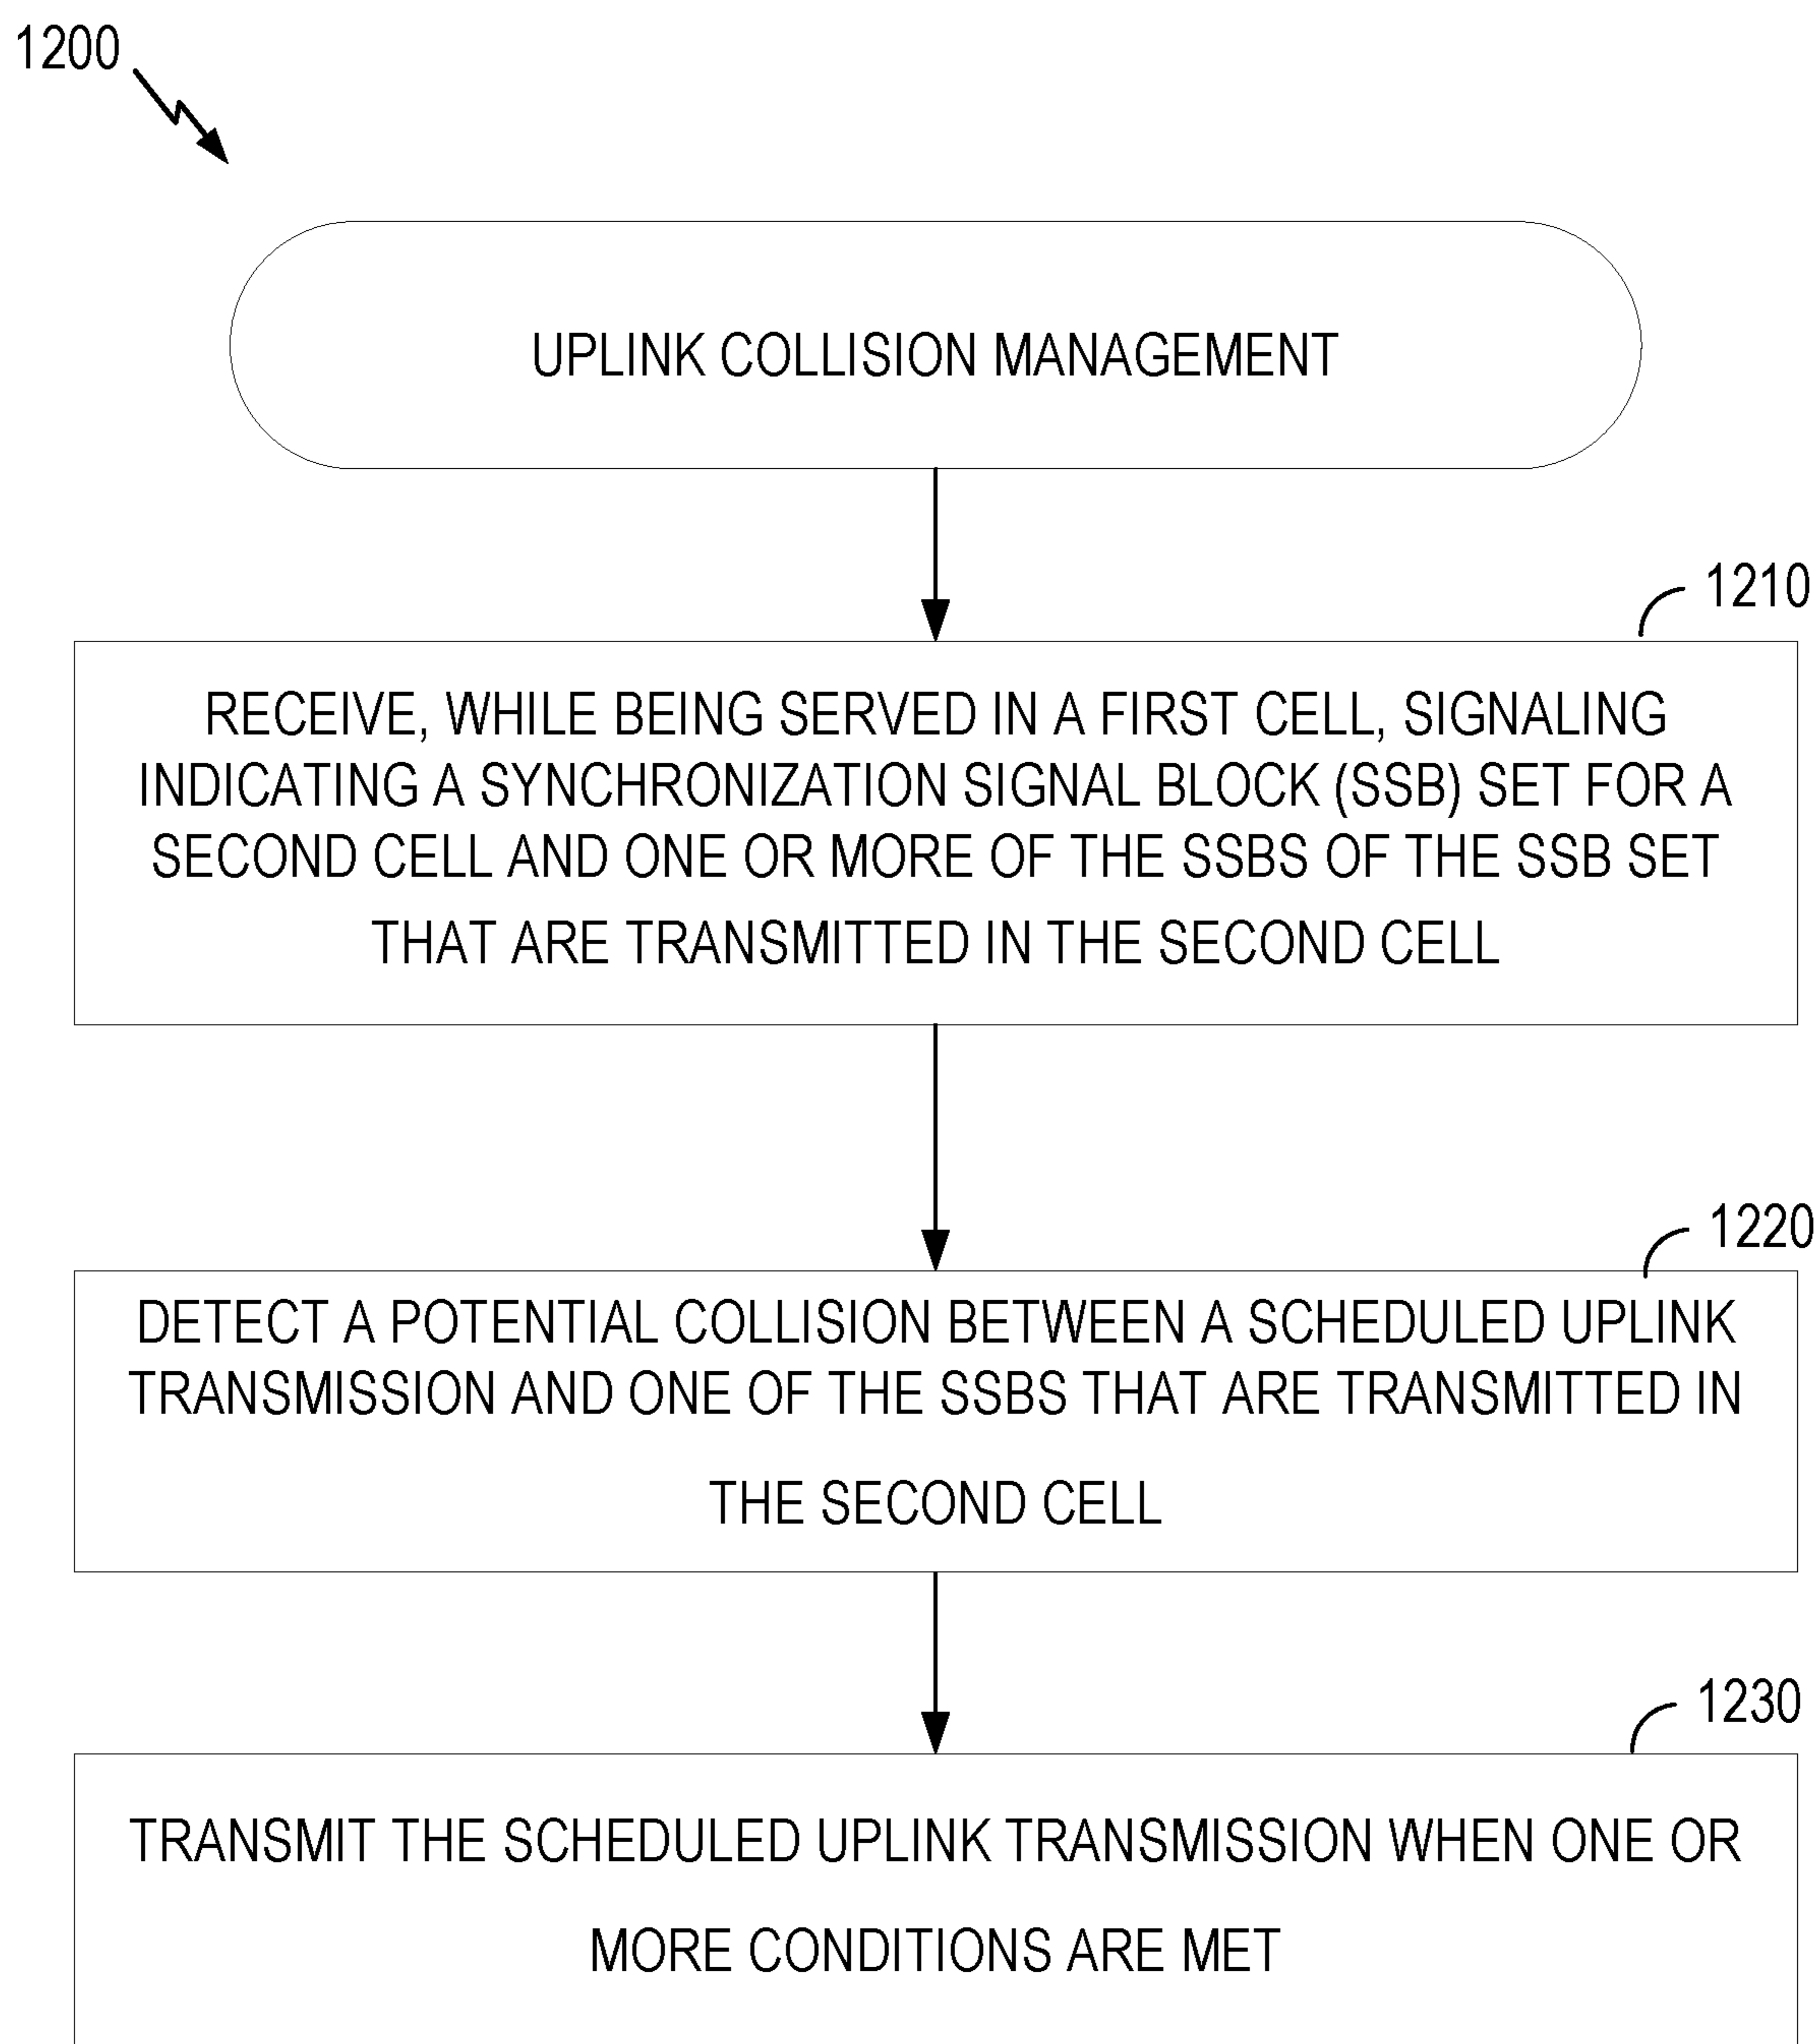 1200
UPLINK COLLISION MANAGEMENT
1210
RECEIVE, WHILE BEING SERVED IN A FIRST CELL, SIGNALING
INDICATING A SYNCHRONIZATION SIGNAL BLOCK (SSB) SET FOR A
SECOND CELL AND ONE OR MORE OF THE SSBS OF THE SSB SET
THAT ARE TRANSMITTED IN THE SECOND CELL
1220
DETECT A POTENTIAL COLLISION BETWEEN A SCHEDULED UPLINK
TRANSMISSION AND ONE OF THE SSBS THAT ARE TRANSMITTED IN
THE SECOND CELL
1230
TRANSMIT THE SCHEDULED UPLINK TRANSMISSION WHEN ONE OR
MORE CONDITIONS ARE MET